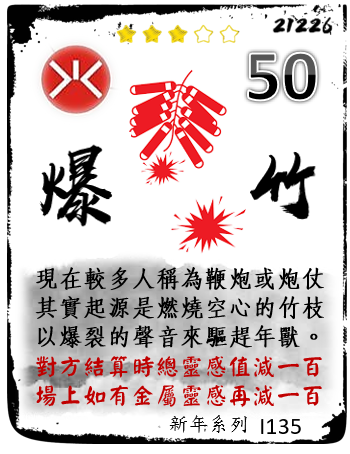 21226
50
爆竹
現在較多人稱為鞭炮或炮仗
其實起源是燃燒空心的竹枝
以爆裂的聲音來驅趕年獸。
對方結算時總靈感值減一百
場上如有金屬靈感再減一百
新年系列 I135